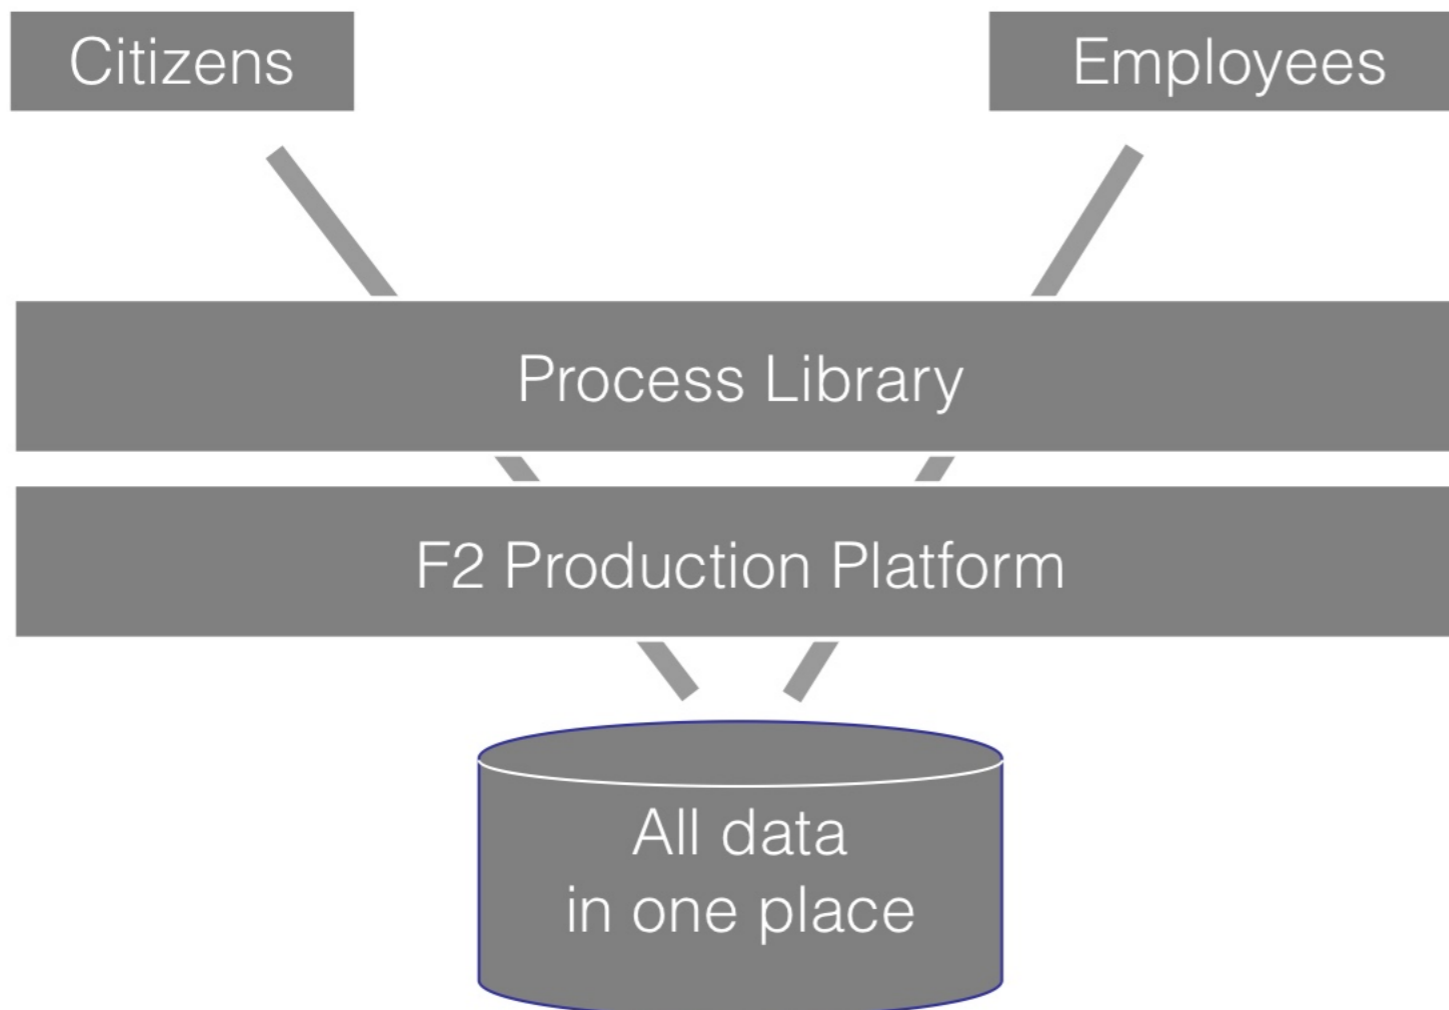 Citizens
Employees
Process Library
F2 Production Platform
All data
in one place